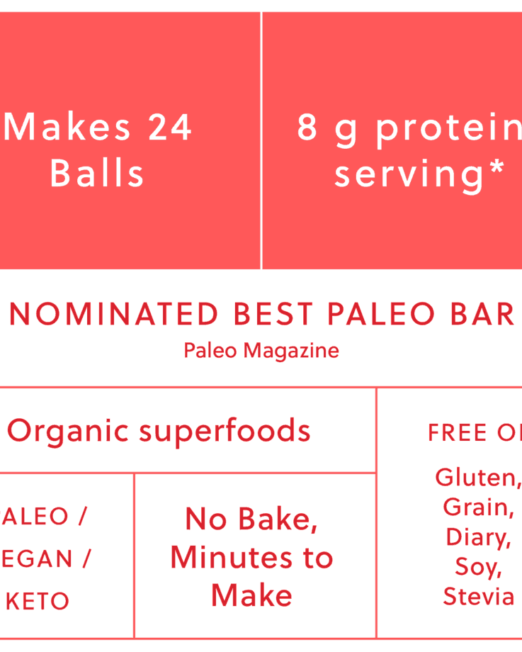 Makes 24
Balls
8 g protein
serving*
NOMINATED BEST PALEO BAR
Paleo Magazine
Organic superfoods
ALEO /
EGAN /
KETO
No Bake,
Minutes to
Make
FREE O
Gluten,
Grain,
Diary,
Soy,
Stevia